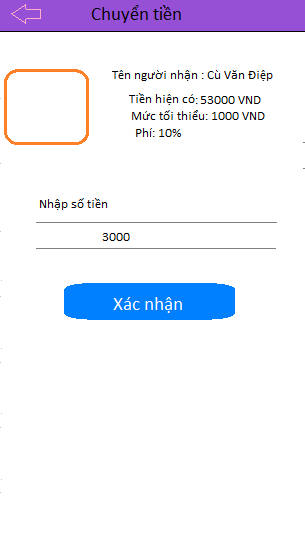 Chuyển tiền
Tên người nhận : Cù Văn Điệp
Tiền hiện có: 53000 VND
Mức tối thiểu: 1000 VND
Phí: 10%
Nhập số tiền
3000
Xác nhận